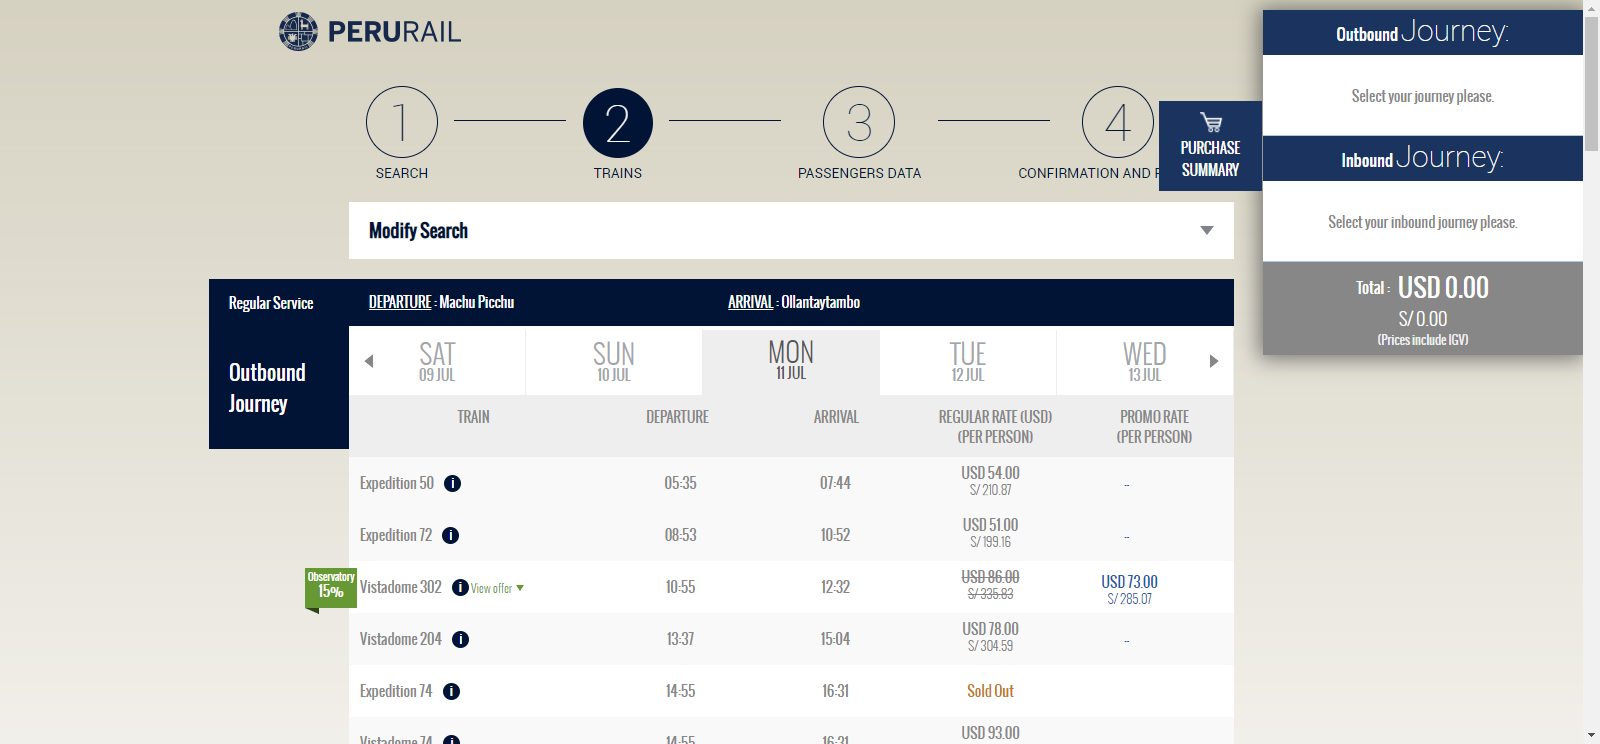 PERURAIL
1
2
3
4
SEARCH
TRAINS
PASSENGERS DATA
CONFIRMATION AND
PURCHASE
SUMMARY
Outbound Journey:
Select your journey please.
Inbound Journey:
Select your inbound journey please.
Total : USD 0.00
S/ 0.00
(Prices include IGV)
Modify Search
Regular Service
DEPARTURE : Machu Picchu
ARRIVAL : Ollantaytambo
Outbound
Journey
SAT
09 JUL
SUN
10 JUL
MON
11 JUL
TUE
12 JUL
WED
13 JUL
TRAIN
DEPARTURE
ARRIVAL
REGULAR RATE (USD)
(PER PERSON)
PROMO RATE
(PER PERSON)
Expedition 50 i
05:35
07:44
USD 54.00
S/ 210.87
--
Expedition 72 i
08:53
10:52
USD 51.00
S/ 199.16
--
Observatory
15%
Vistadome 302 i View offer
10:55
12:32
USD 86.00
S/ 335.83
USD 73.00
S/ 285.07
Vistadome 204 i
13:37
15:04
USD 78.00
S/ 304.59
--
Expedition 74 i
14:55
16:31
Sold Out
Vistadome 74 i
14:55
16:31
USD 93.00